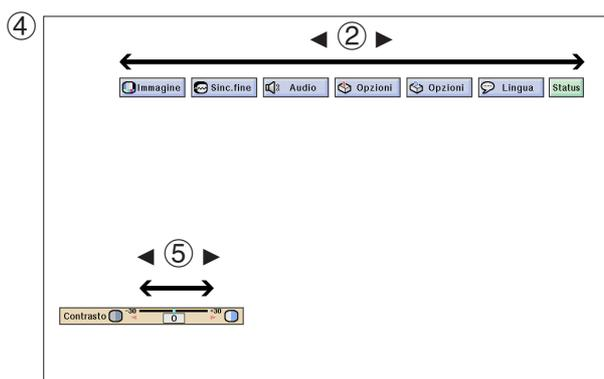 ④
◄ ② ►
Immagine Sinc.fine Audio Opzioni Opzioni Lingua Status
◄ ⑤ ►
Contrasto -30 0 +30